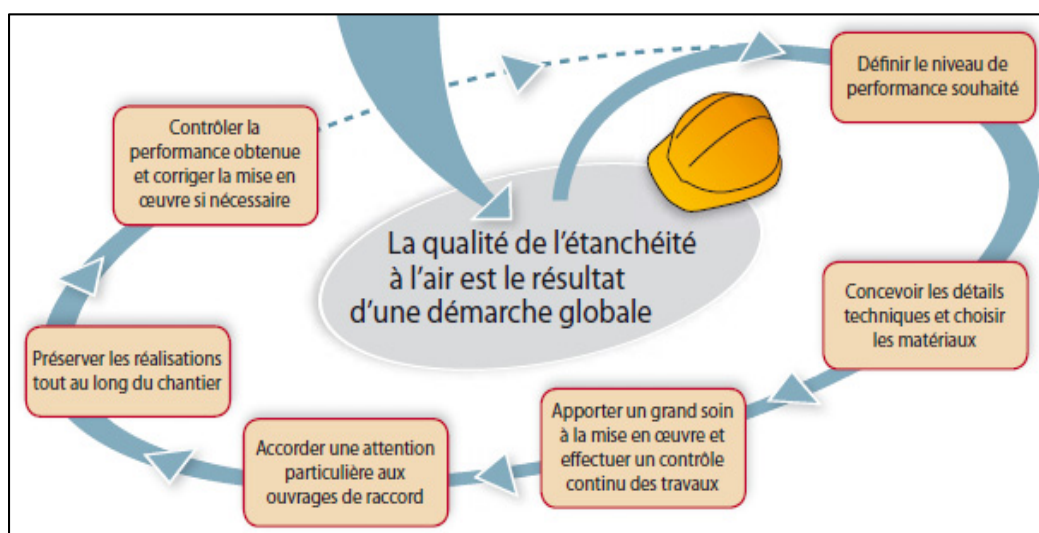 La qualité de l'étanchéité
à l'air est le résultat
d'une démarche globale
Définir le niveau de
performance souhaité
Concevoir les détails
techniques et choisir
les matériaux
Apporter un grand soin
à la mise en œuvre et
effectuer un contrôle
continu des travaux
Accorder une attention
particulière aux
ouvrages de raccord
Préserver les réalisations
tout au long du chantier
Contrôler la
performance obtenue
et corriger la mise en
œuvre si nécessaire